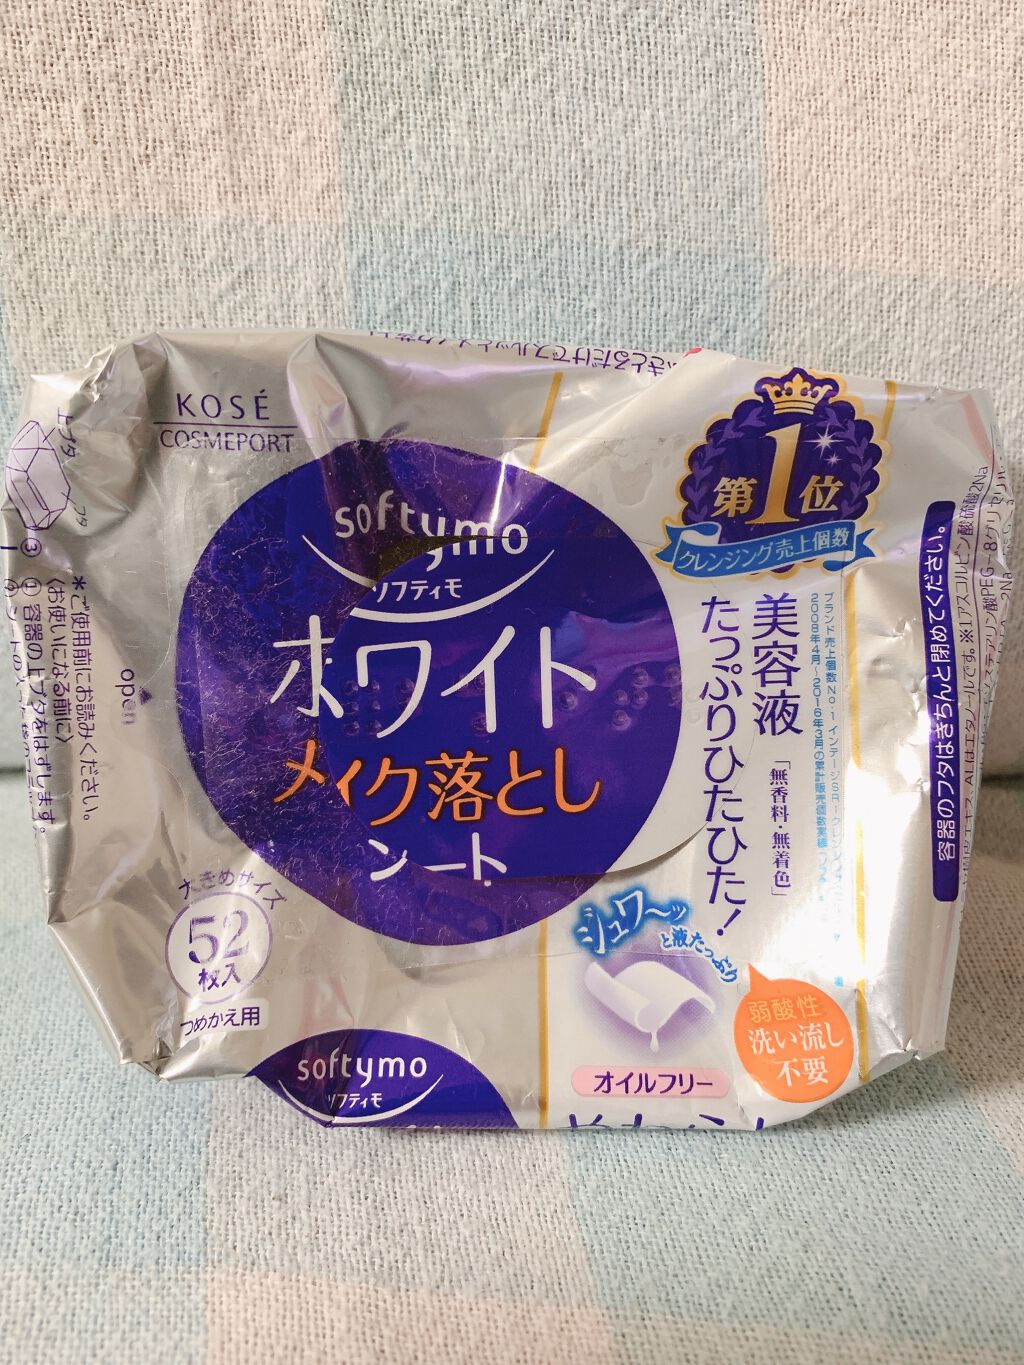 KOSÉ
COSMEPORT
softymo
ソフティモ
ホワイト
メイク落とし
シート
大きめサイズ
52
枚入
つめかえ用
第1位
クレンジング売上個数
美容液
たっぷりひたひた!
「無香料・無着色」
ジュワ〜ッ
と液たっぷり
オイルフリー
弱酸性
洗い流し
不要
容器のフタはきちんと閉めてください。
上ブタ
フタ
open
*ご使用前にお読みください。
〈お使いになる前に〉
① 容器の上ブタをはずします。
③
softymo
ソフティモ